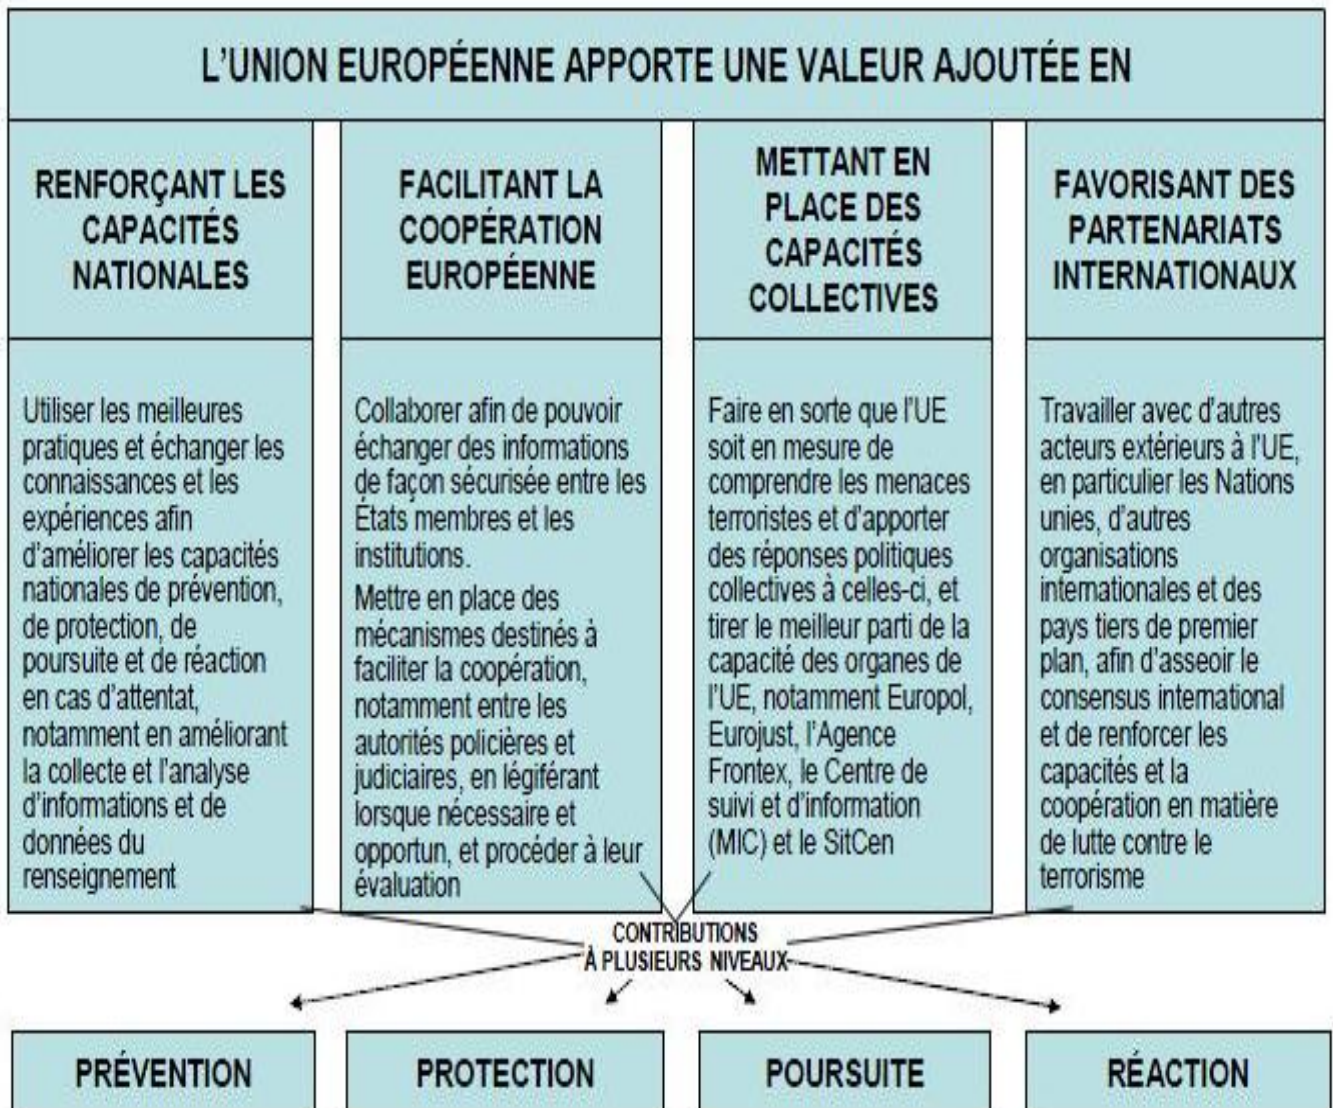 L'UNION EUROPÉENNE APPORTE UNE VALEUR AJOUTÉE EN
RENFORÇANT LES
CAPACITÉS
NATIONALES
Utiliser les meilleures
pratiques et échanger les
connaissances et les
expériences afin
d'améliorer les capacités
nationales de prévention,
de protection, de
poursuite et de réaction
en cas d'attentat,
notamment en améliorant
la collecte et l'analyse
d'informations et de
données du
renseignement
FACILITANT LA
COOPÉRATION
EUROPÉENNE
Collaborer afin de pouvoir
échanger des informations
de façon sécurisée entre les
États membres et les
institutions.
Mettre en place des
mécanismes destinés à
faciliter la coopération,
notamment entre les
autorités policières et
judiciaires, en légiférant
lorsque nécessaire et
opportun, et procéder à leur
évaluation
METTANT EN
PLACE DES
CAPACITÉS
COLLECTIVES
Faire en sorte que l'UE
soit en mesure de
comprendre les menaces
terroristes et d'apporter
des réponses politiques
collectives à celles-ci, et
tirer le meilleur parti de la
capacité des organes de
l'UE, notamment Europol,
Eurojust, l'Agence
Frontex, le Centre de
suivi et d'information
(MIC) et le SitCen
FAVORISANT DES
PARTENARIATS
INTERNATIONAUX
Travailler avec d'autres
acteurs extérieurs à l'UE,
en particulier les Nations
unies, d'autres
organisations
internationales et des
pays tiers de premier
plan, afin d'asseoir le
consensus international
et de renforcer les
capacités et la
coopération en matière
de lutte contre le
terrorisme
CONTRIBUTIONS
À PLUSIEURS NIVEAUX
PRÉVENTION
PROTECTION
POURSUITE
RÉACTION